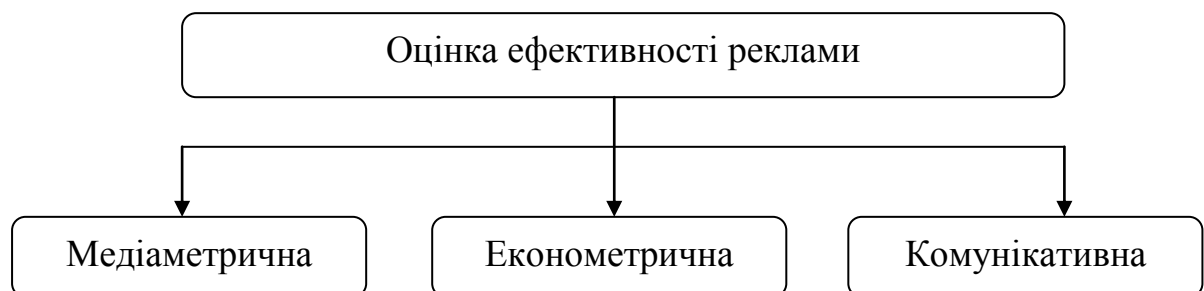 Оцінка ефективності реклами
Медіаметрична
Економетрична
Комунікативна